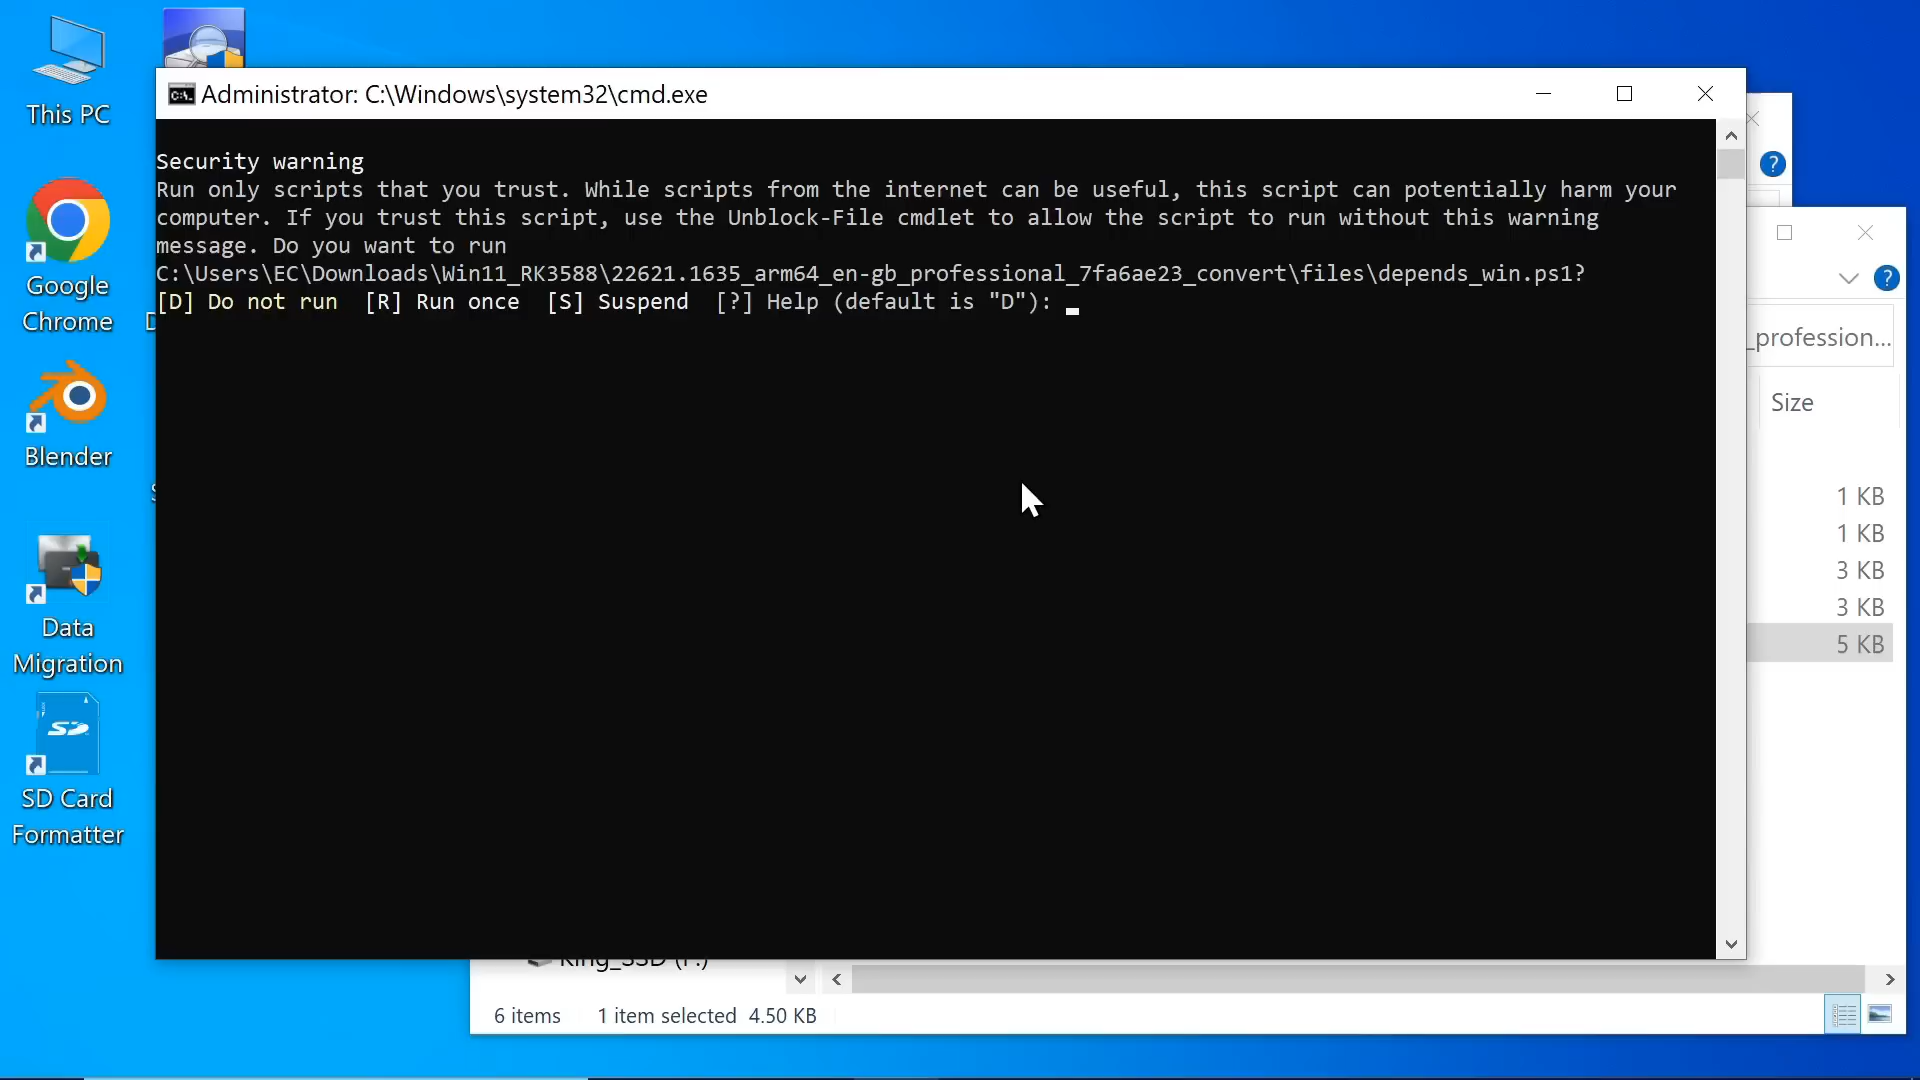 This PC
Google
Chrome
Blender
Data
Migration
SD Card
Formatter
Administrator: C:\Windows\system32\cmd.exe
Security warning
Run only scripts that you trust. While scripts from the internet can be useful, this script can potentially harm your
computer. If you trust this script, use the Unblock-File cmdlet to allow the script to run without this warning
message. Do you want to run
C:\Users\EC\Downloads\Win11_RK3588\22621.1635_arm64_en-gb_professional_7fa6ae23_convert\files\depends_win.ps1?
[D] Do not run  [R] Run once  [S] Suspend  [?] Help (default is "D"):
_profession...
Size
1 KB
1 KB
3 KB
3 KB
5 KB
King_SSD (F:)
6 items  1 item selected  4.50 KB